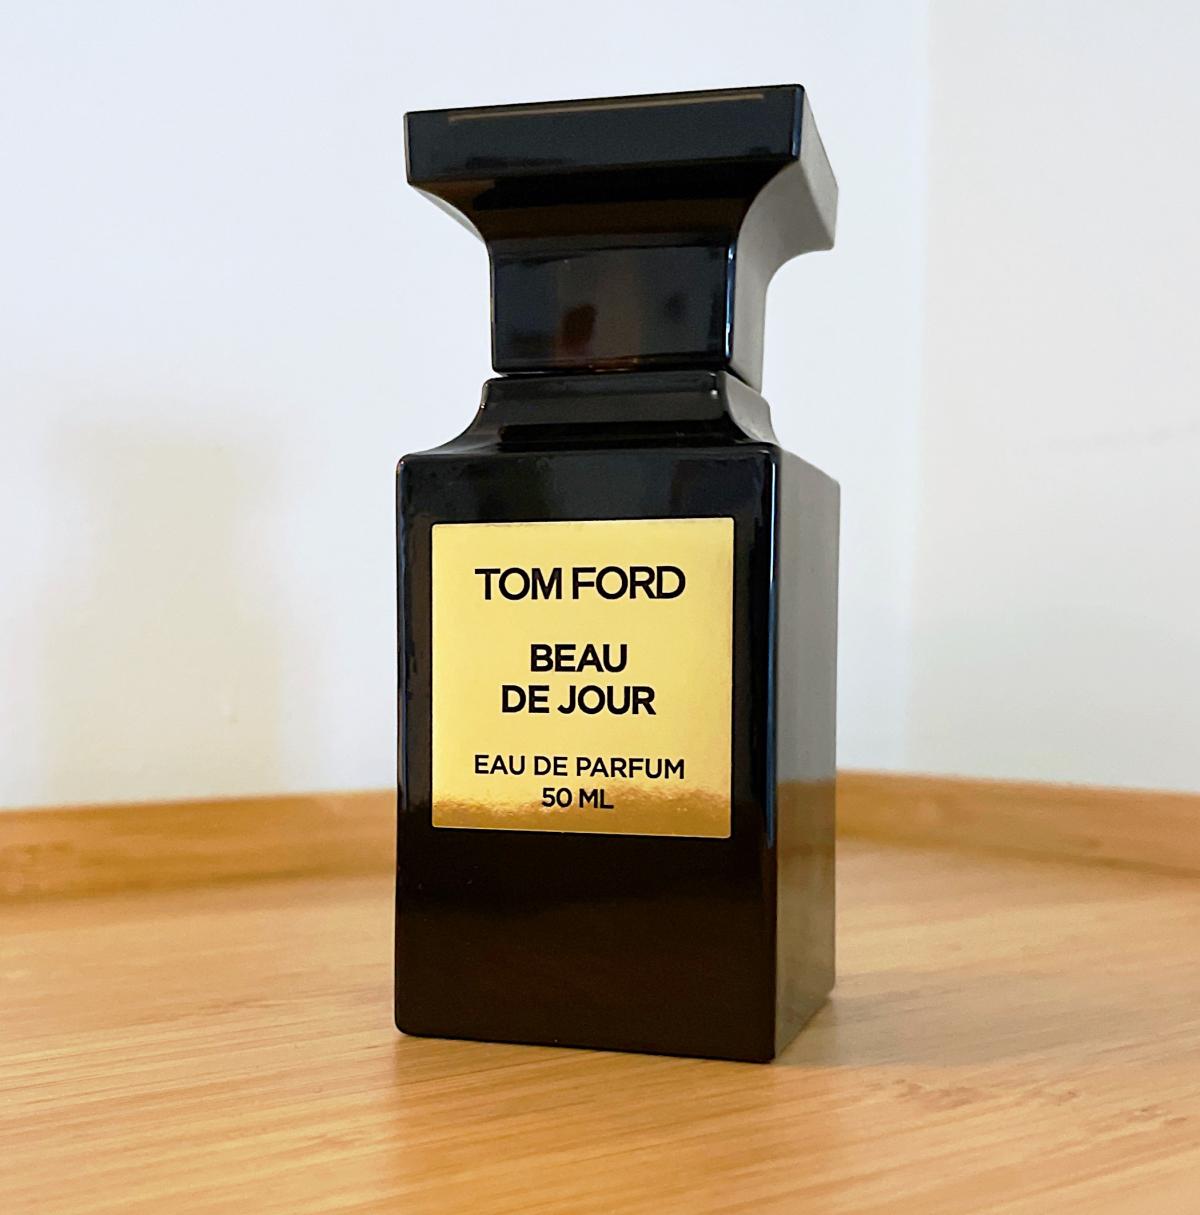 TOM FORD
BEAU
DE JOUR
EAU DE PARFUM
50 ML